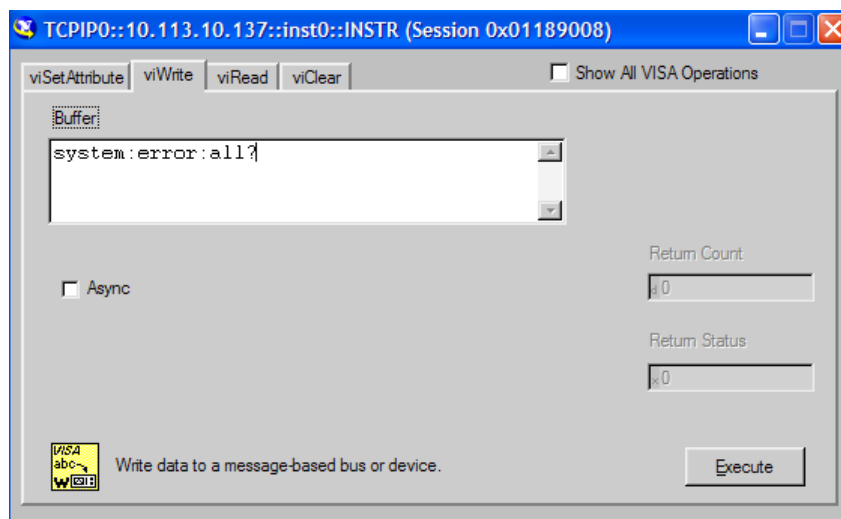 TCPIP0::10.113.10.137::inst0::INSTR (Session 0x01189008)
viSetAttribute viWrite viRead viClear Show All VISA Operations
Buffer
system:error:all?
Return Count
d 0
Async
Return Status
x 0
VISA
abc
W
Write data to a message-based bus or device.
Execute